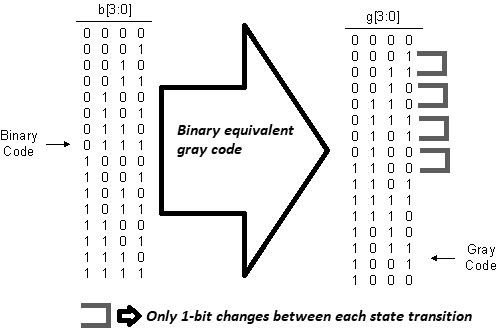 b[3:0]
0 0 0 0
0 0 0 1
0 0 1 0
0 0 1 1
0 1 0 0
0 1 0 1
0 1 1 0
0 1 1 1
1 0 0 0
1 0 0 1
1 0 1 0
1 0 1 1
1 1 0 0
1 1 0 1
1 1 1 0
1 1 1 1
Binary
Code
Binary equivalent
gray code
g[3:0]
0 0 0 0
0 0 0 1
0 0 1 1
0 0 1 0
0 1 1 0
0 1 1 1
0 1 0 1
0 1 0 0
1 1 0 0
1 1 0 1
1 1 1 1
1 1 1 0
1 0 1 0
1 0 1 1
1 0 0 1
1 0 0 0
Gray
Code
Only 1-bit changes between each state transition